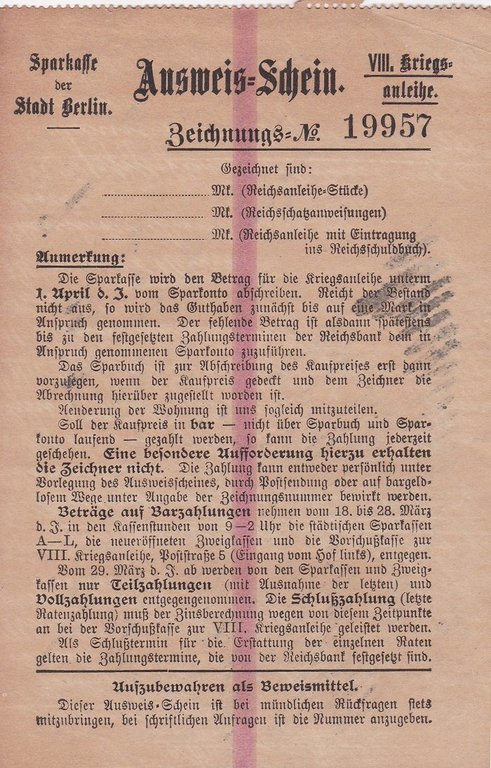 Sparkasse
der
Stadt Berlin.
Ausweis=Schein.
VIII. Kriegs-
anleihe.
Zeichnungs=No. 19957
Gezeichnet sind:
Mk. (Reichsanleihe-Stücke)
Mk. (Reichsschatzanweisungen)
Mk. (Reichsanleihe mit Eintragung
ins Reichsschuldbuch).
Anmerkung:
Die Sparkasse wird den Betrag für die Kriegsanleihe unterm
1. April d. J. vom Sparkonto abschreiben. Reicht der Bestand
nicht aus, so wird das Guthaben zunächst bis auf eine Mark in
Anspruch genommen. Der fehlende Betrag ist alsdann spätestens
bis zu den festgesetzten Zahlungsterminen der Reichsbank dem in
Anspruch genommenen Sparkonto zuzuführen.
Das Sparbuch ist zur Abschreibung des Kaufpreises erst dann
vorzulegen, wenn der Kaufpreis gedeckt und dem Zeichner die
Abrechnung hierüber zugestellt worden ist.
Aenderung der Wohnung ist uns sogleich mitzuteilen.
Soll der Kaufpreis in bar — nicht über Sparbuch und Spar-
konto laufend — gezahlt werden, so kann die Zahlung jederzeit
geschehen. Eine besondere Aufforderung hierzu erhalten
die Zeichner nicht. Die Zahlung kann entweder persönlich unter
Vorlegung des Ausweisscheines, durch Postsendung oder auf bargeld-
losem Wege unter Angabe der Zeichnungsnummer bewirkt werden.
Beträge auf Barzahlungen nehmen vom 18. bis 28. März
d. J. in den Kassenstunden von 9—2 Uhr die städtischen Sparkassen
A—L, die neueröffneten Zweigkassen und die Vorschußkasse zur
VIII. Kriegsanleihe, Poststraße 5 (Eingang vom Hof links), entgegen.
Vom 29. März d. J. ab werden von den Sparkassen und Zweig-
kassen nur Teilzahlungen (mit Ausnahme der letzten) und
Vollzahlungen entgegengenommen. Die Schlußzahlung (letzte
Ratenzahlung) muß der Zinsberechnung wegen von diesem Zeitpunkte
an bei der Vorschußkasse zur VIII. Kriegsanleihe geleistet werden.
Als Schlußtermin für die Erstattung der einzelnen Raten
gelten die Zahlungstermine, die von der Reichsbank festgesetzt sind.
Aufzubewahren als Beweismittel.
Dieser Ausweis-Schein ist bei mündlichen Rückfragen stets
mitzubringen, bei schriftlichen Anfragen ist die Nummer anzugeben.